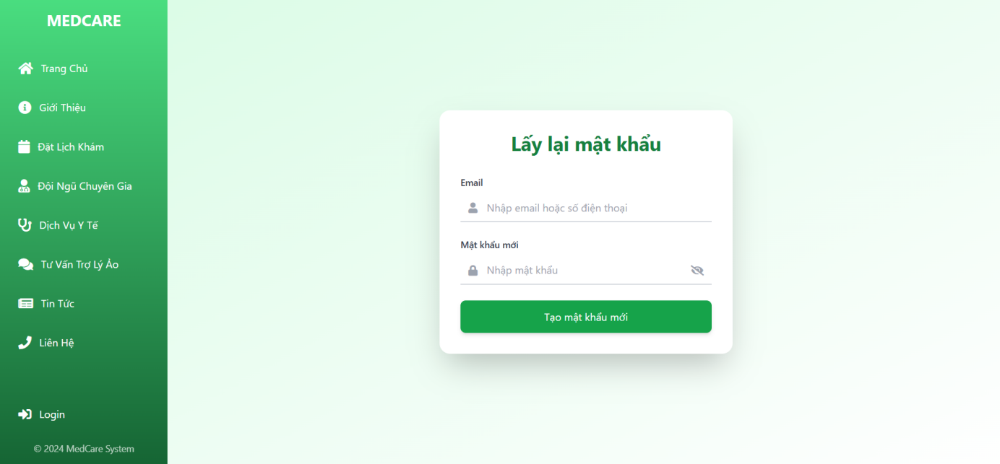 MEDCARE
Trang Chủ
Giới Thiệu
Đặt Lịch Khám
Đội Ngũ Chuyên Gia
Dịch Vụ Y Tế
Tư Vấn Trợ Lý Ảo
Tin Tức
Liên Hệ
Login
© 2024 MedCare System
Lấy lại mật khẩu
Email
Nhập email hoặc số điện thoại
Mật khẩu mới
Nhập mật khẩu
Tạo mật khẩu mới